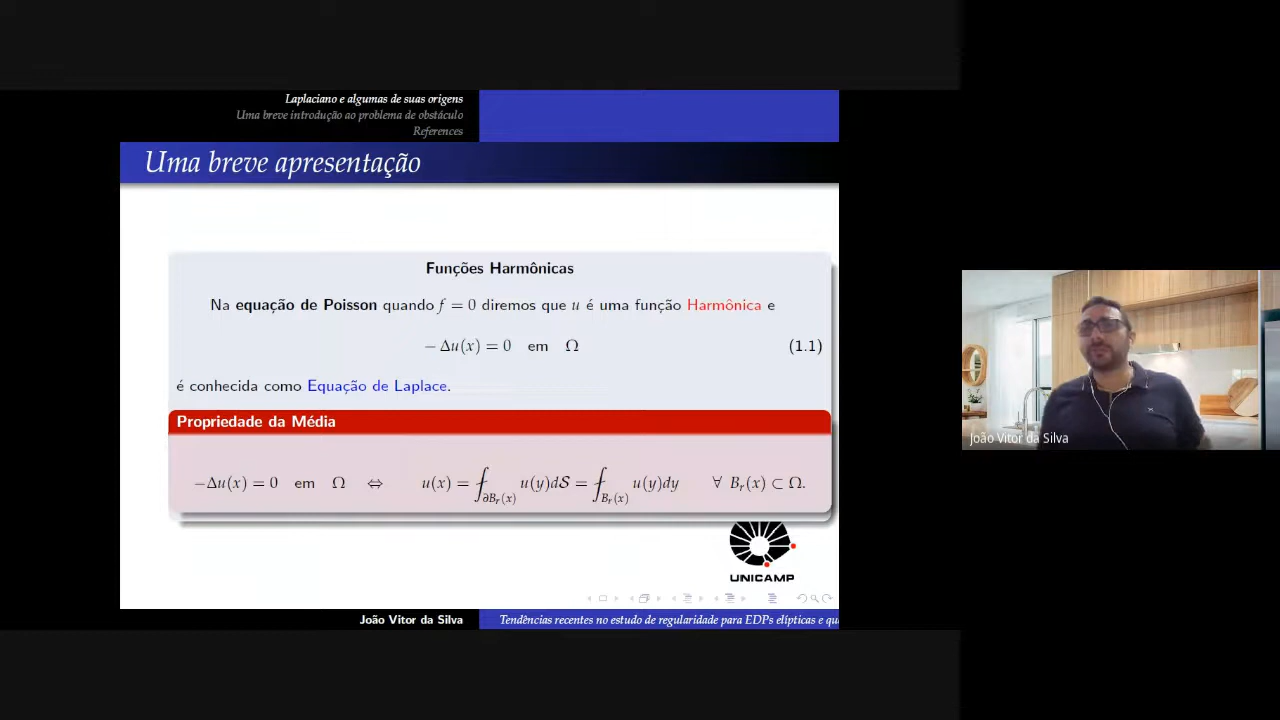 Laplaciano e algumas de suas origens
Uma breve introdução ao problema de obstáculo
References
Uma breve apresentação
Funções Harmônicas
Na equação de Poisson quando f = 0 diremos que u é uma função Harmônica e
− Δu(x) = 0 em Ω (1.1)
é conhecida como Equação de Laplace.
Propriedade da Média
−Δu(x) = 0 em Ω ⇔ u(x) = ⨍_{∂B_r(x)} u(y)d𝒮 = ⨍_{B_r(x)} u(y)dy ∀ B_r(x) ⊂ Ω.
UNICAMP
João Vitor da Silva
Tendências recentes no estudo de regularidade para EDPs elípticas e qu
João Vitor da Silva